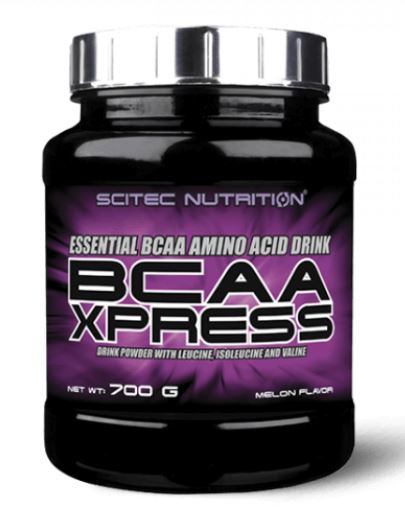 SCITEC NUTRITION®
ESSENTIAL BCAA AMINO ACID DRINK
BCAA
XPRESS
DRINK POWDER WITH LEUCINE, ISOLEUCINE AND VALINE
NET WT: 700 G
MELON FLAVOR